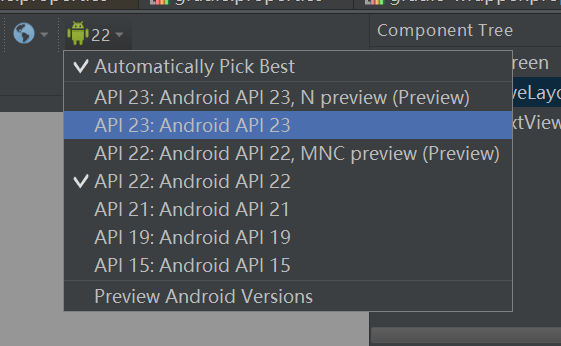 22
Component Tree
Automatically Pick Best
reen
API 23: Android API 23, N preview (Preview)
veLayo
API 23: Android API 23
xtView
API 22: Android API 22, MNC preview (Preview)
API 22: Android API 22
API 21: Android API 21
API 19: Android API 19
API 15: Android API 15
Preview Android Versions